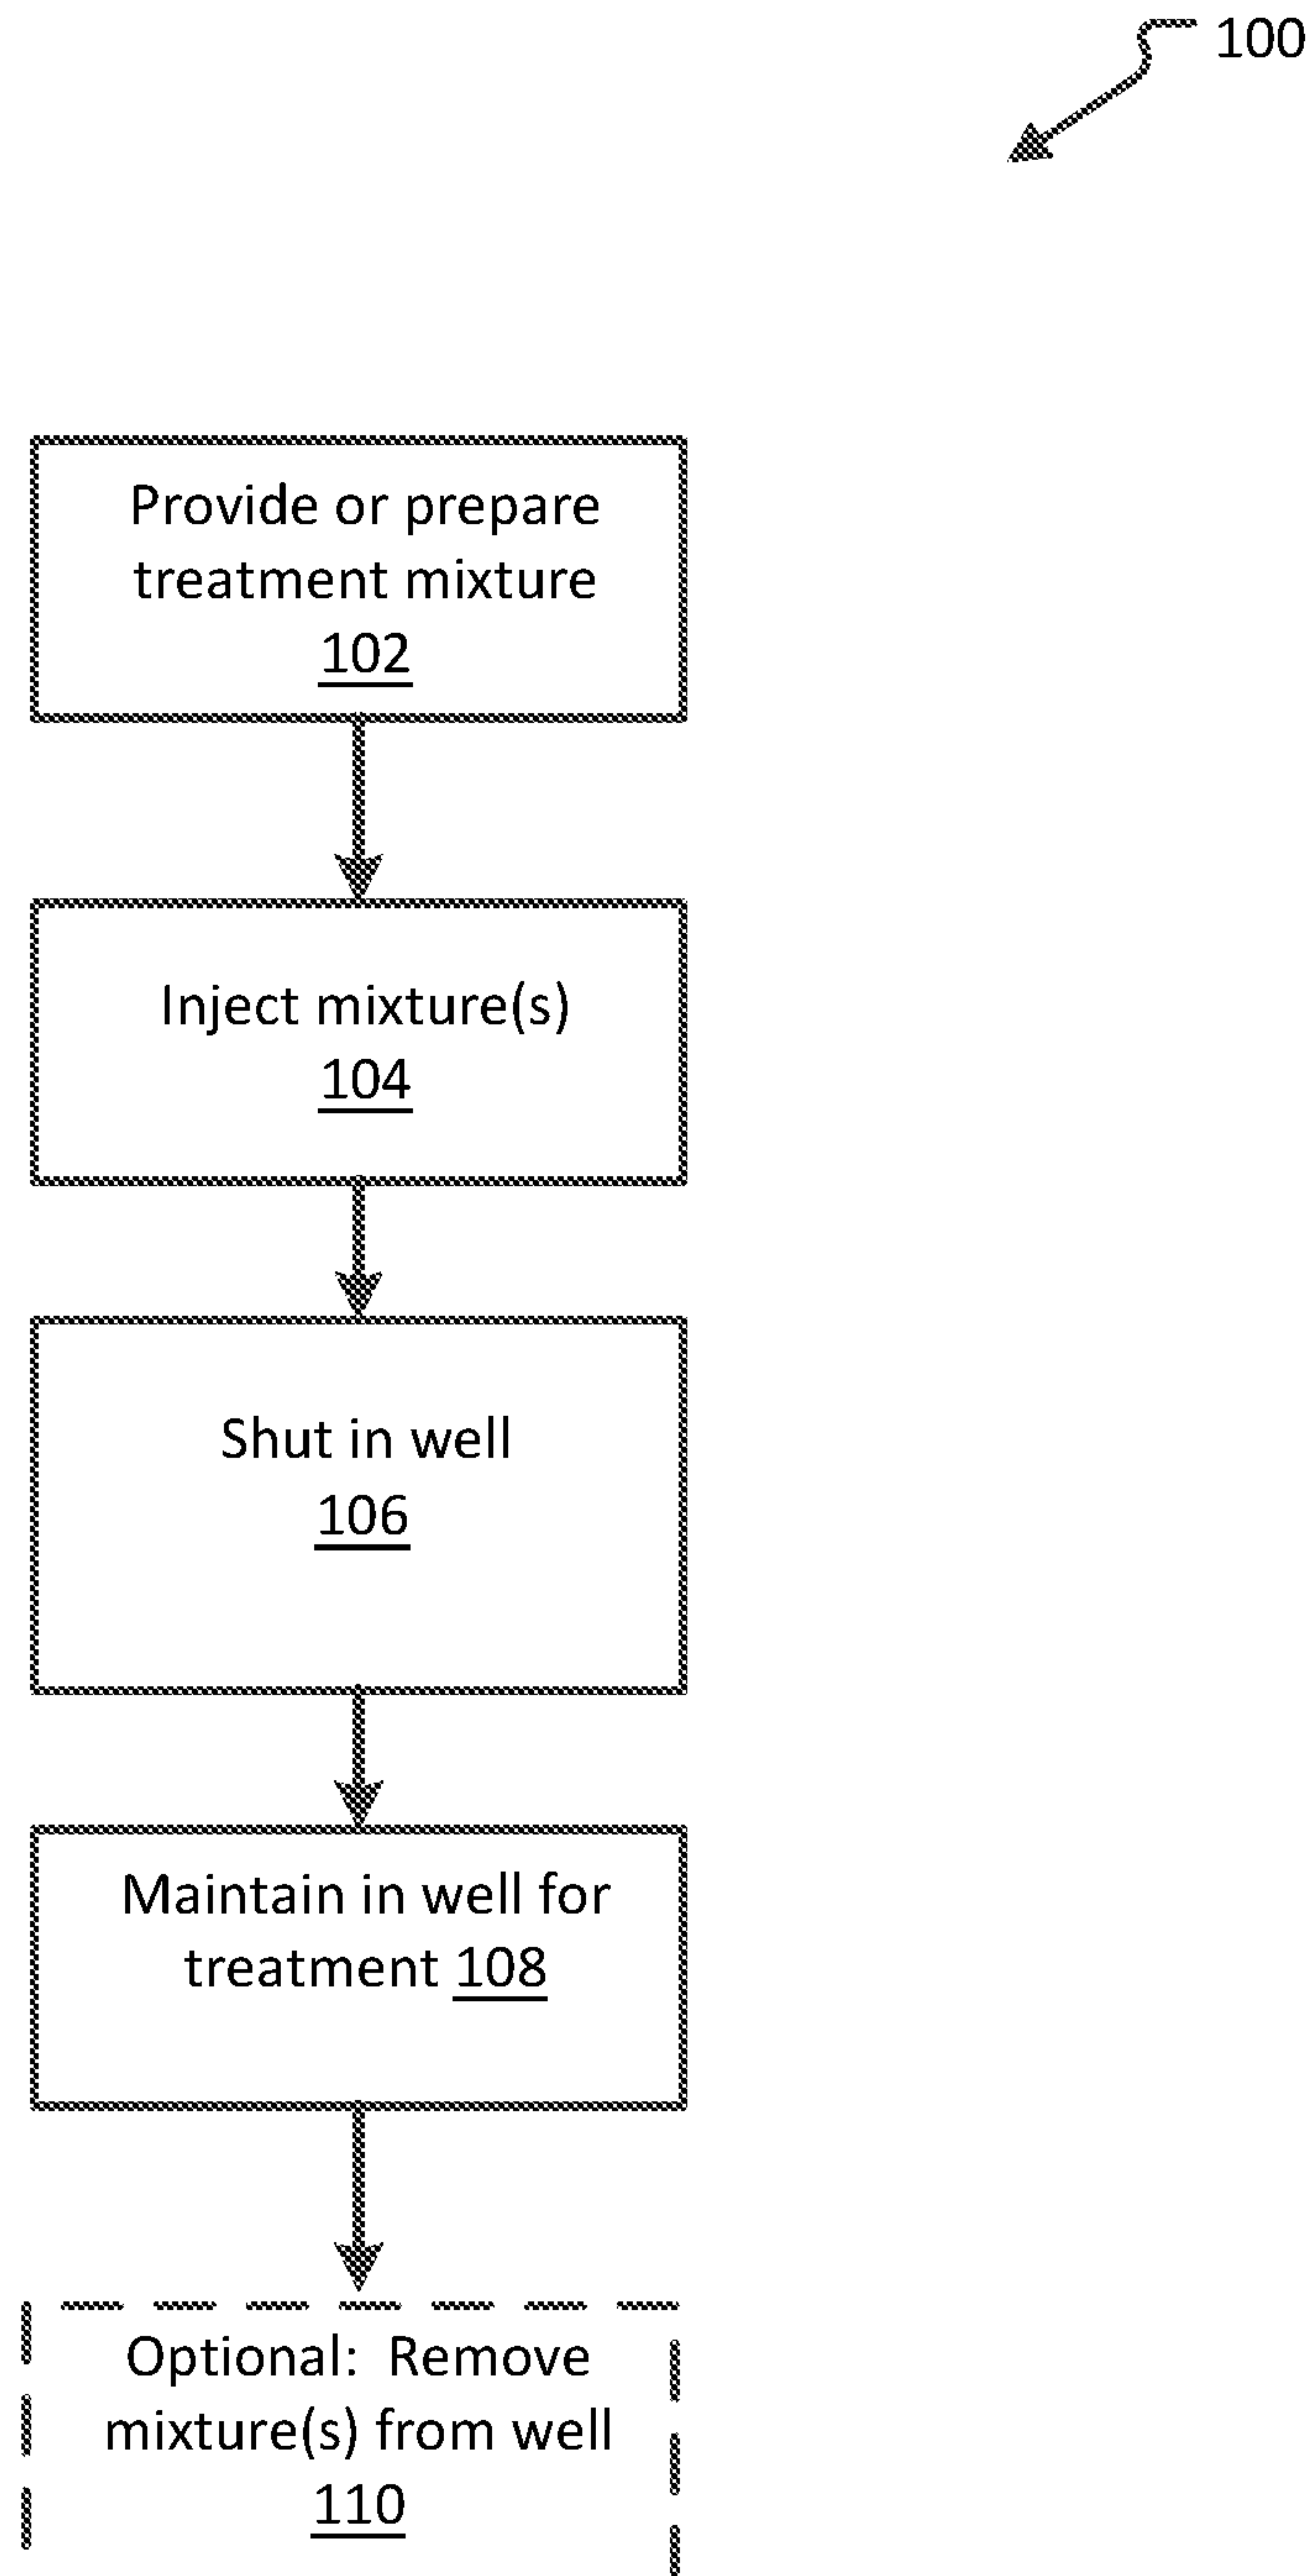 100
Provide or prepare
treatment mixture
102
Inject mixture(s)
104
Shut in well
106
Maintain in well for
treatment 108
Optional: Remove
mixture(s) from well
110